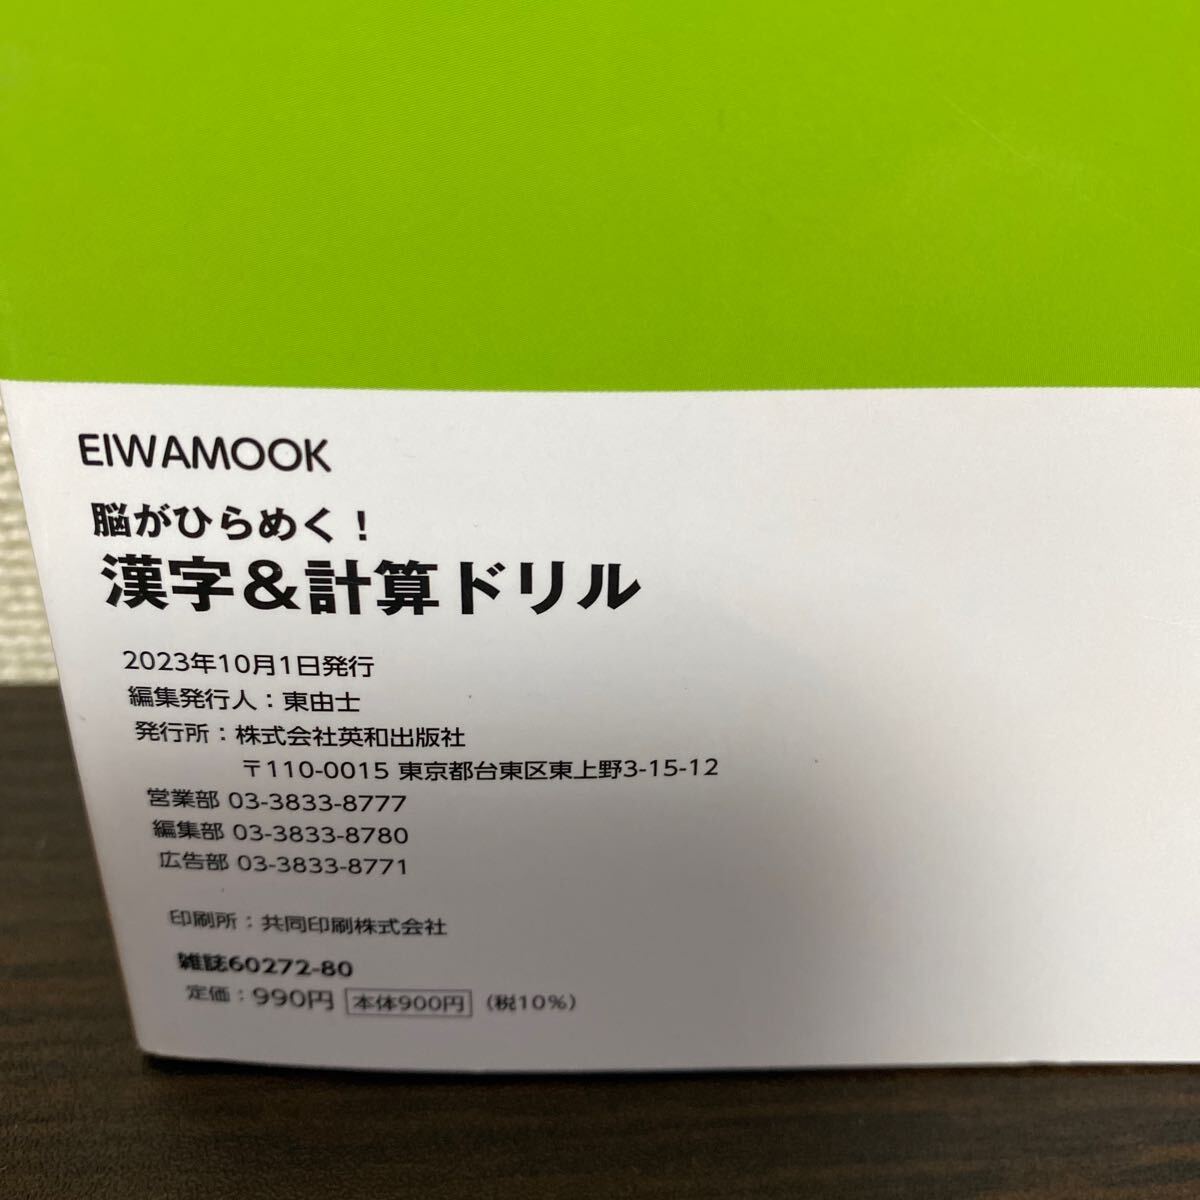 EIWAMOOK
脳がひらめく！
漢字＆計算ドリル
2023年10月1日発行
編集発行人：東由士
発行所：株式会社英和出版社
〒110-0015 東京都台東区東上野3-15-12
営業部 03-3833-8777
編集部 03-3833-8780
広告部 03-3833-8771
印刷所：共同印刷株式会社
雑誌60272-80
定価：990円 本体900円 （税10%）